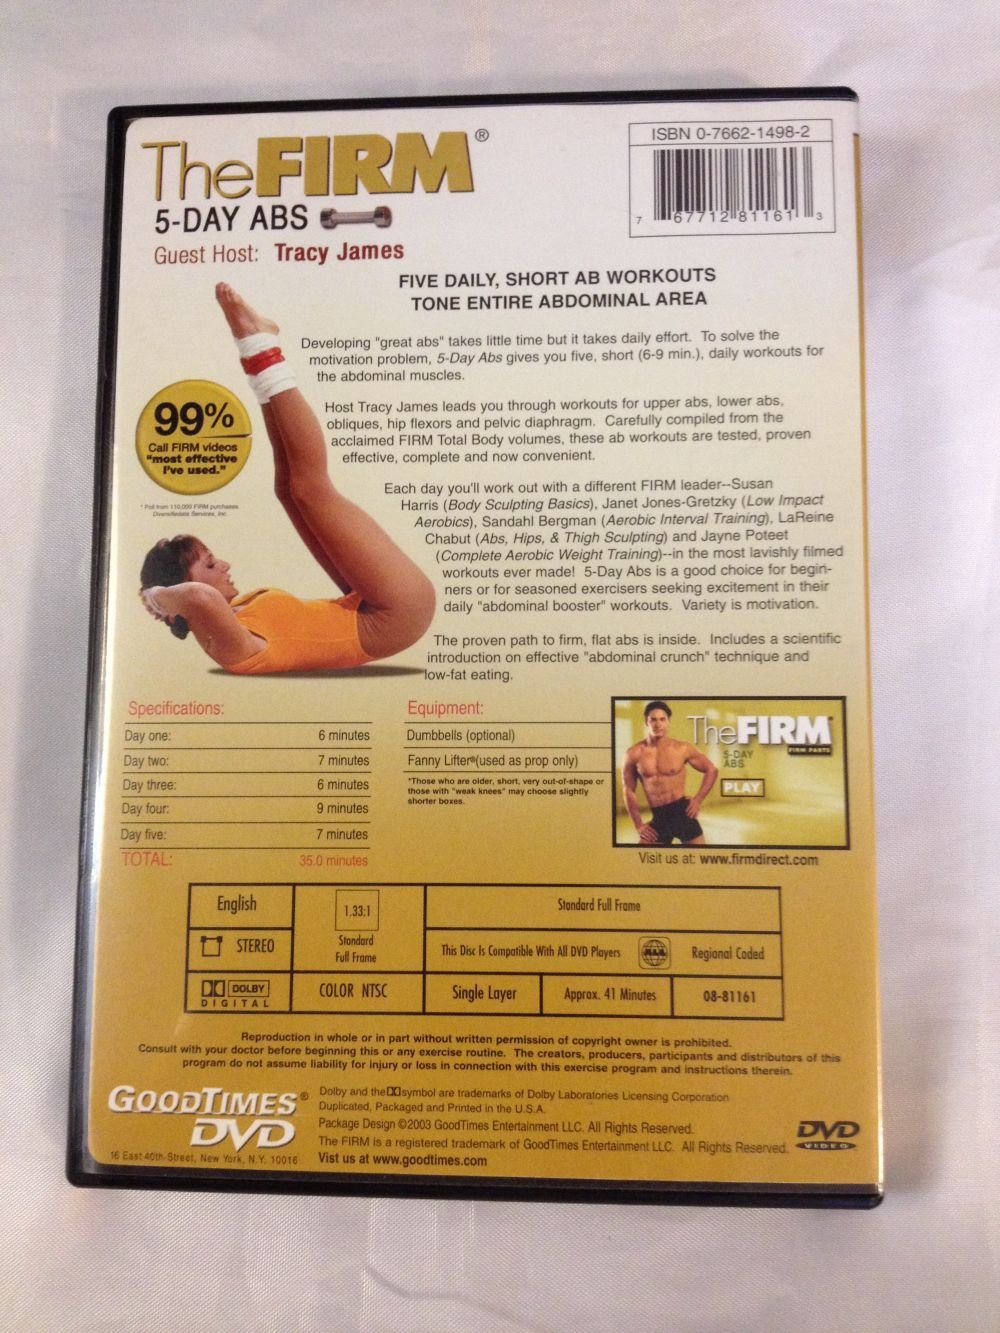 The FIRM®
5-DAY ABS
Guest Host: Tracy James
ISBN 0-7662-1498-2
7 67712 81161 3
FIVE DAILY, SHORT AB WORKOUTS
TONE ENTIRE ABDOMINAL AREA
Developing "great abs" takes little time but it takes daily effort. To solve the
motivation problem, 5-Day Abs gives you five, short (6-9 min.), daily workouts for
the abdominal muscles.
Host Tracy James leads you through workouts for upper abs, lower abs,
obliques, hip flexors and pelvic diaphragm. Carefully compiled from the
acclaimed FIRM Total Body volumes, these ab workouts are tested, proven
effective, complete and now convenient.
99%
Call FIRM videos
"most effective
I've used."
* Poll from 110,000 FIRM purchases
Diversifiedata Services, Inc.
Each day you'll work out with a different FIRM leader--Susan
Harris (Body Sculpting Basics), Janet Jones-Gretzky (Low Impact
Aerobics), Sandahl Bergman (Aerobic Interval Training), LaReine
Chabut (Abs, Hips, & Thigh Sculpting) and Jayne Poteet
(Complete Aerobic Weight Training)--in the most lavishly filmed
workouts ever made! 5-Day Abs is a good choice for begin-
ners or for seasoned exercisers seeking excitement in their
daily "abdominal booster" workouts. Variety is motivation.
The proven path to firm, flat abs is inside. Includes a scientific
introduction on effective "abdominal crunch" technique and
low-fat eating.
Specifications:
Day one: 6 minutes
Day two: 7 minutes
Day three: 6 minutes
Day four: 9 minutes
Day five: 7 minutes
TOTAL: 35.0 minutes
Equipment:
Dumbbells (optional)
Fanny Lifter®(used as prop only)
*Those who are older, short, very out-of-shape or
those with "weak knees" may choose slightly
shorter boxes.
The FIRM®
FIRM PARTS
5-DAY
ABS
PLAY
Visit us at: www.firmdirect.com
English
STEREO
DOLBY
DIGITAL
1.33:1
Standard
Full Frame
COLOR NTSC
Standard Full Frame
This Disc Is Compatible With All DVD Players
ALL
Regional Coded
Single Layer
Approx. 41 Minutes
08-81161
Reproduction in whole or in part without written permission of copyright owner is prohibited.
Consult with your doctor before beginning this or any exercise routine. The creators, producers, participants and distributors of this
program do not assume liability for injury or loss in connection with this exercise program and instructions therein.
GOODTIMES®
DVD
16 East 40th Street, New York, N.Y. 10016
Dolby and the symbol are trademarks of Dolby Laboratories Licensing Corporation
Duplicated, Packaged and Printed in the U.S.A.
Package Design ©2003 GoodTimes Entertainment LLC. All Rights Reserved.
The FIRM is a registered trademark of GoodTimes Entertainment LLC. All Rights Reserved.
Vist us at www.goodtimes.com
DVD
VIDEO